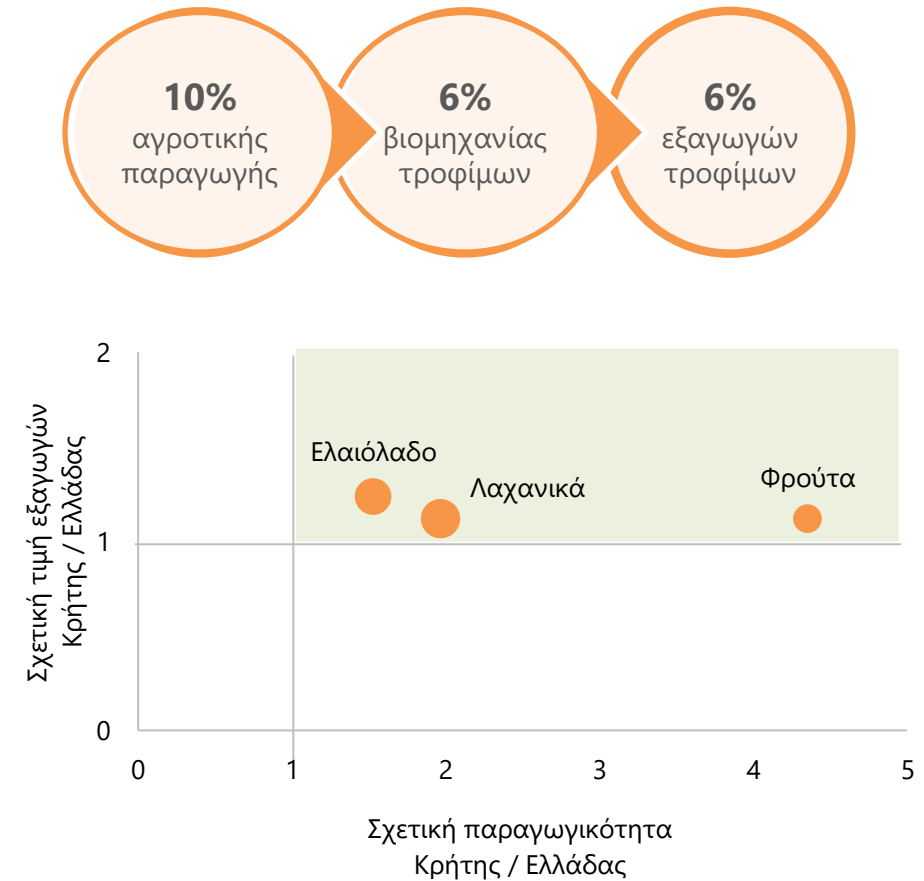 10%
αγροτικής
παραγωγής
6%
βιομηχανίας
τροφίμων
6%
εξαγωγών
τροφίμων
Σχετική τιμή εξαγωγών
Κρήτης / Ελλάδας
2
1
0
Ελαιόλαδο
Λαχανικά
Φρούτα
0
1
2
3
4
5
Σχετική παραγωγικότητα
Κρήτης / Ελλάδας